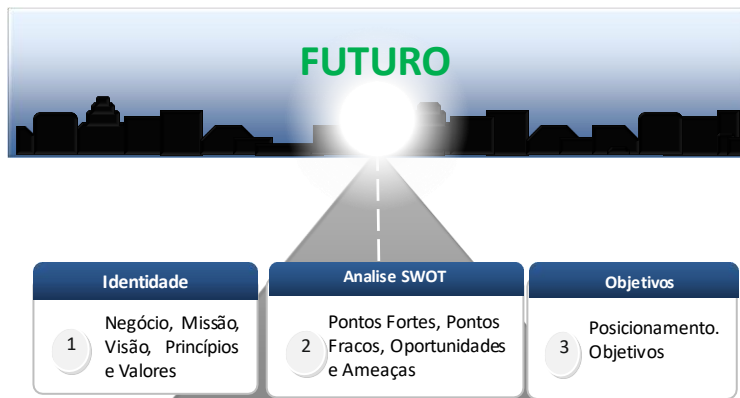 FUTURO
Identidade
1
Negócio, Missão,
Visão, Princípios
e Valores
Analise SWOT
2
Pontos Fortes, Pontos
Fracos, Oportunidades
e Ameaças
Objetivos
3
Posicionamento.
Objetivos